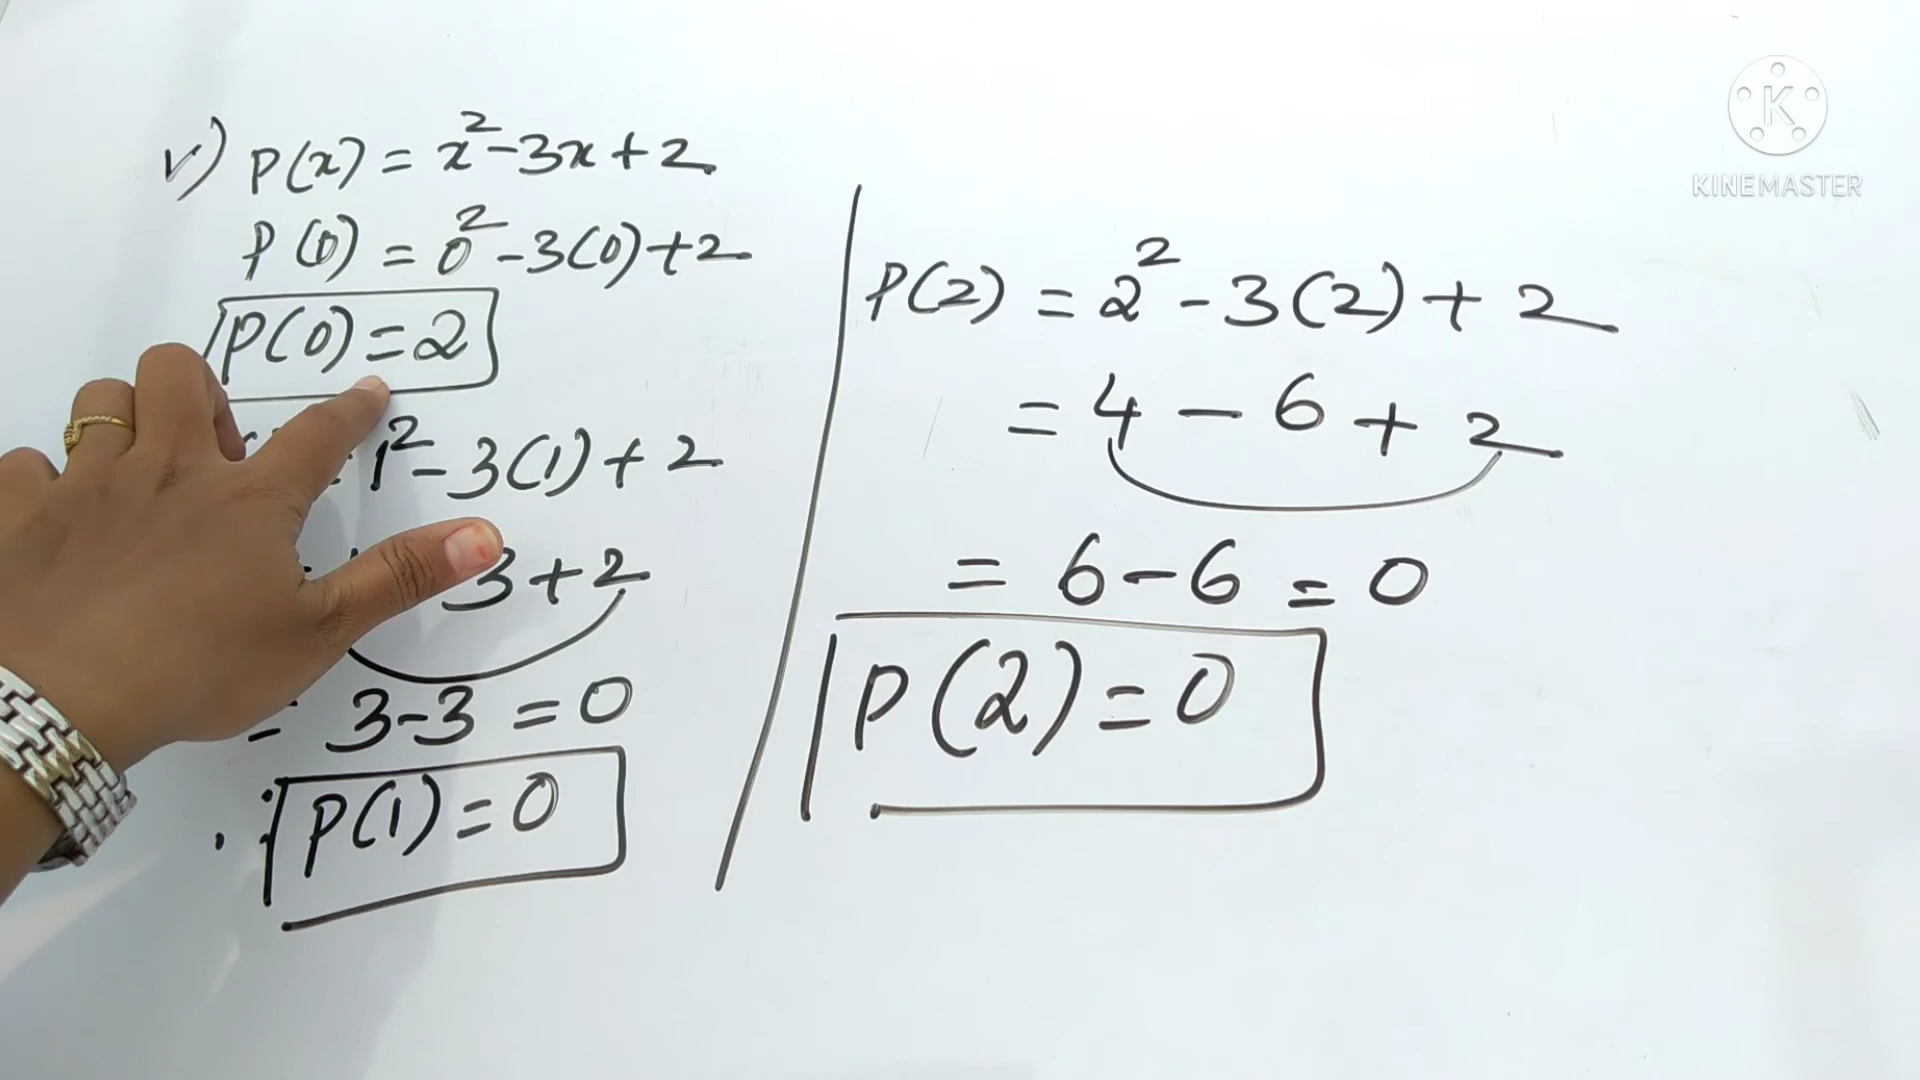 v) P(x) = x² - 3x + 2
P(0) = 0² - 3(0) + 2
P(0) = 2
1² - 3(1) + 2
3 + 2
= 3 - 3 = 0
P(1) = 0
P(2) = 2² - 3(2) + 2
= 4 - 6 + 2
= 6 - 6 = 0
P(2) = 0
K
KINEMASTER